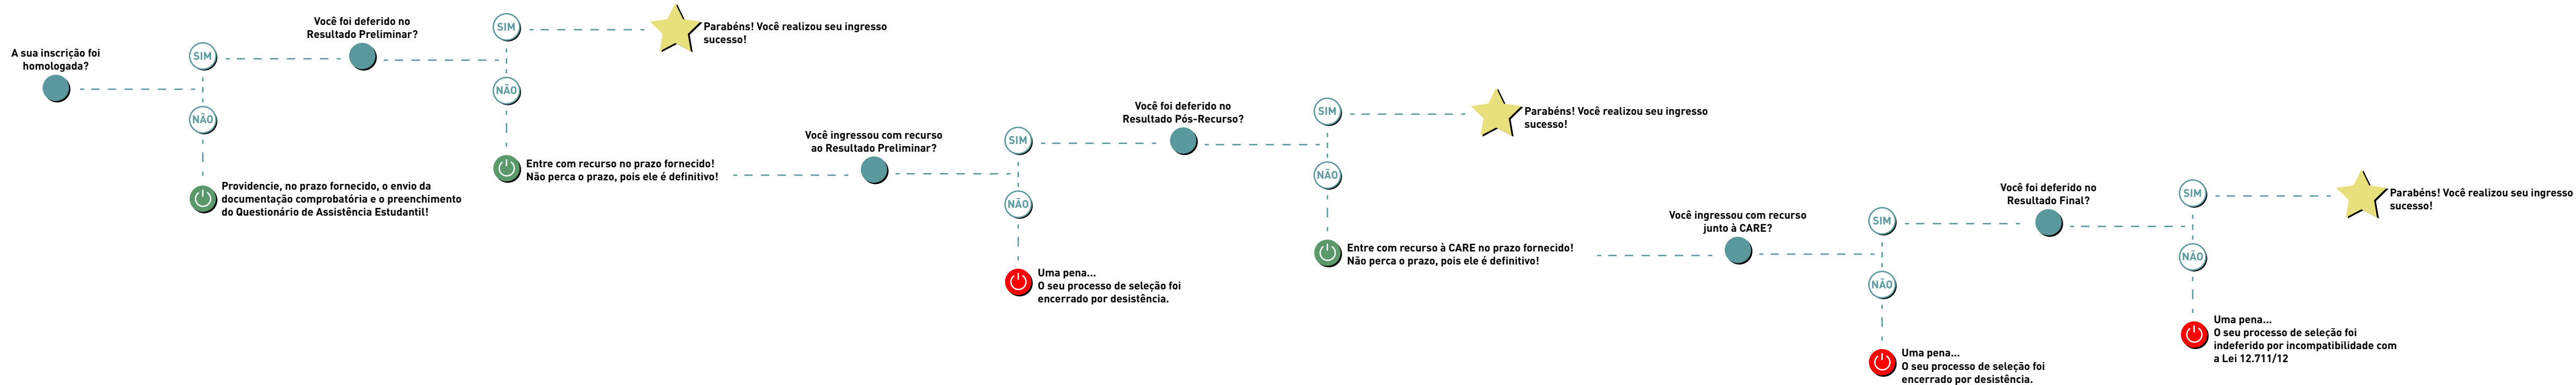 A sua inscrição foi
homologada?
SIM
NÃO
Providencie, no prazo fornecido, o envio da
documentação comprobatória e o preenchimento
do Questionário de Assistência Estudantil!
Você foi deferido no
Resultado Preliminar?
SIM
Parabéns! Você realizou seu ingresso
sucesso!
NÃO
Entre com recurso no prazo fornecido!
Não perca o prazo, pois ele é definitivo!
Você ingressou com recurso
ao Resultado Preliminar?
SIM
NÃO
Uma pena...
O seu processo de seleção foi
encerrado por desistência.
Você foi deferido no
Resultado Pós-Recurso?
SIM
Parabéns! Você realizou seu ingresso
sucesso!
NÃO
Entre com recurso à CARE no prazo fornecido!
Não perca o prazo, pois ele é definitivo!
Você ingressou com recurso
junto à CARE?
SIM
NÃO
Uma pena...
O seu processo de seleção foi
encerrado por desistência.
Você foi deferido no
Resultado Final?
SIM
Parabéns! Você realizou seu ingresso
sucesso!
NÃO
Uma pena...
O seu processo de seleção foi
indeferido por incompatibilidade com
a Lei 12.711/12